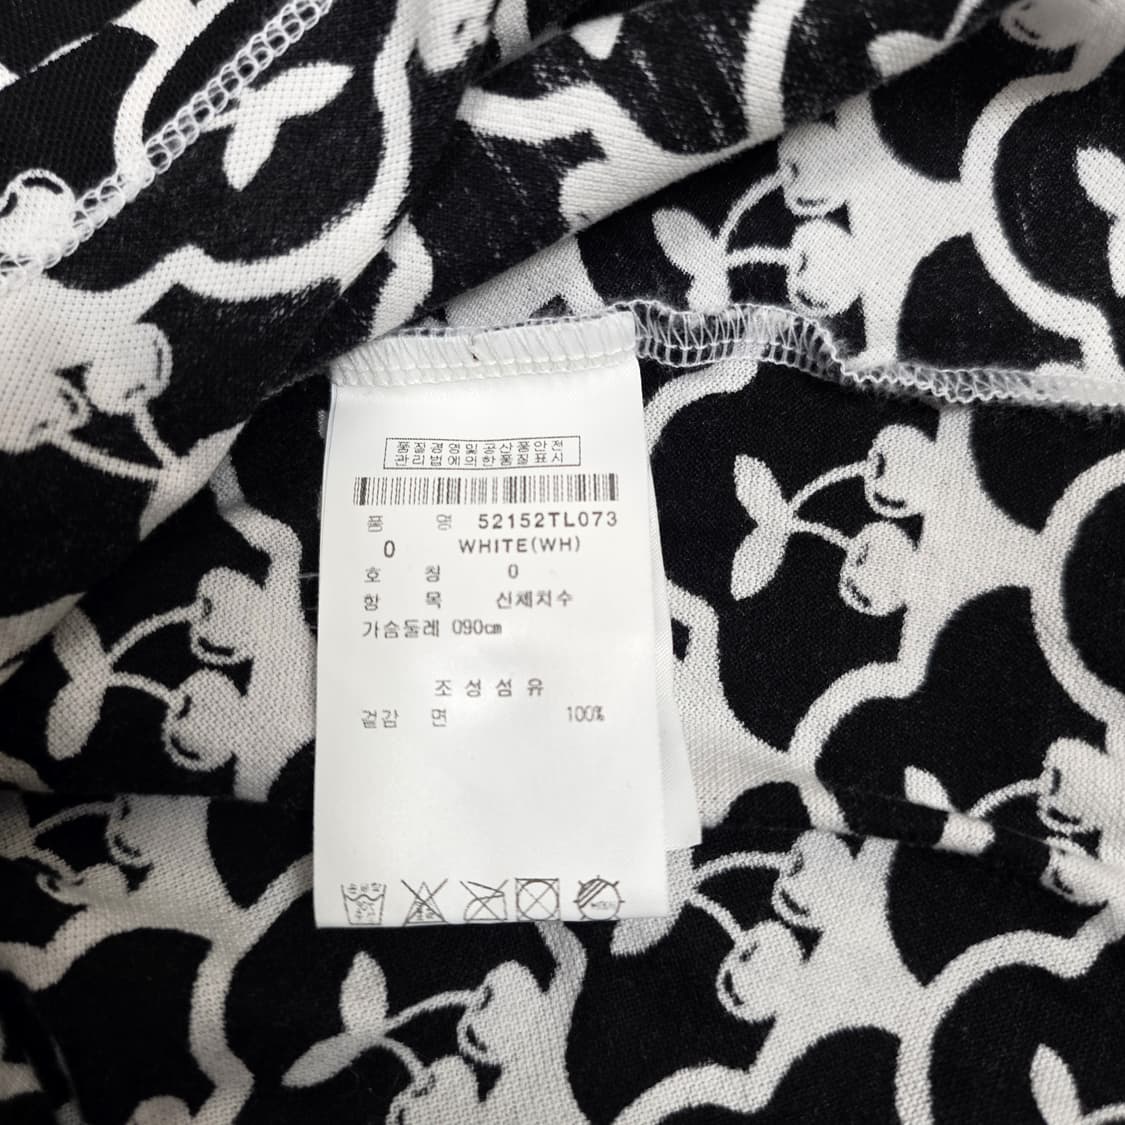 품질경영및공산품안전
관리법에의한품질표시
품 명 52152TL073
0 WHITE(WH)
호 칭 0
항 목 신체치수
가슴둘레 090cm
조성섬유
겉감 면 100%